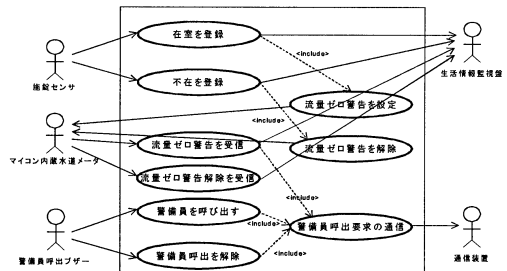 在室を登録
<include>
施錠センサ
生活情報監視盤
不在を登録
流量ゼロ警告を設定
<include>
流量ゼロ警告を受信
流量ゼロ警告を解除
マイコン内蔵水道メータ
流量ゼロ警告解除を受信
<include>
警備員を呼び出す
<include>
警備員呼出要求の通信
警備員呼出ブザー
警備員呼出を解除
<include>
通信装置